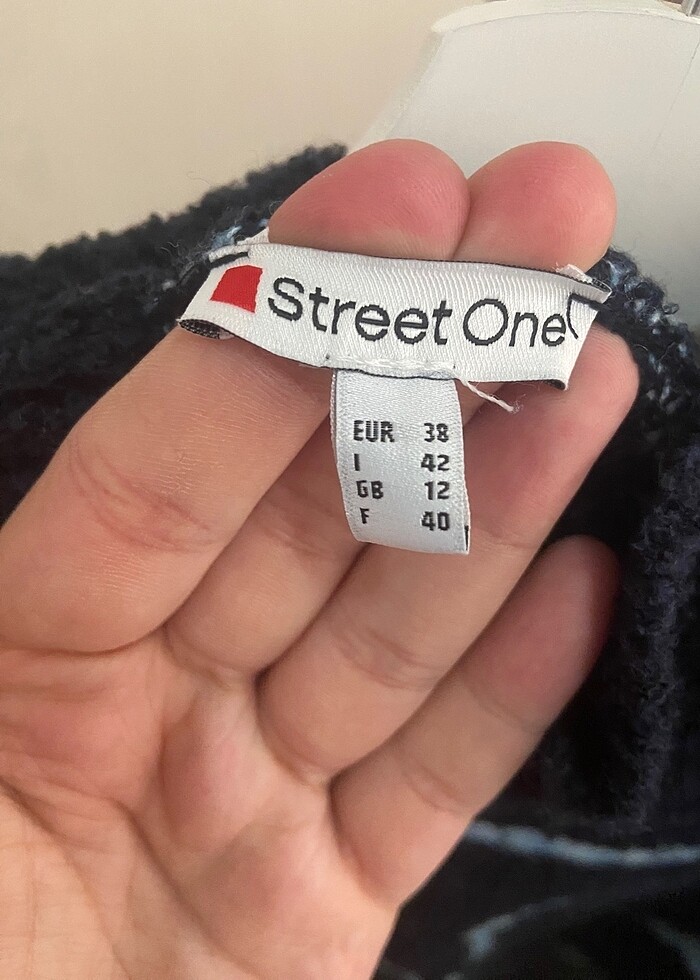 Street One
EUR 38
I 42
GB 12
F 40